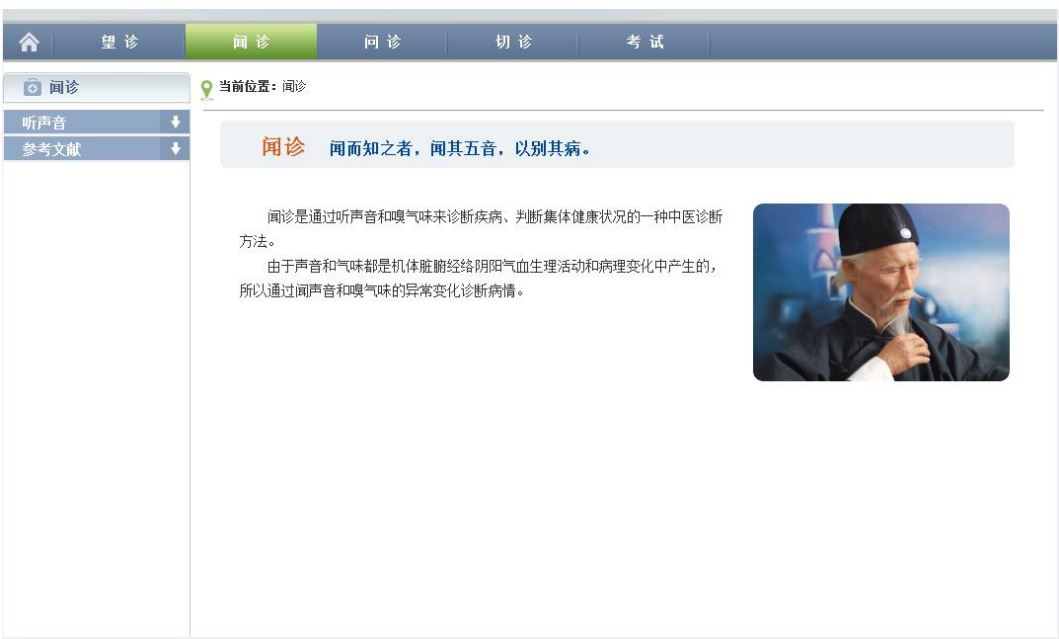 望 诊 闻 诊 问 诊 切 诊 考 试
闻诊
当前位置：闻诊
听声音
参考文献
闻诊 闻而知之者，闻其五音，以别其病。
闻诊是通过听声音和嗅气味来诊断疾病、判断集体健康状况的一种中医诊断
方法。
由于声音和气味都是机体脏腑经络阴阳气血生理活动和病理变化中产生的，
所以通过闻声音和嗅气味的异常变化诊断病情。